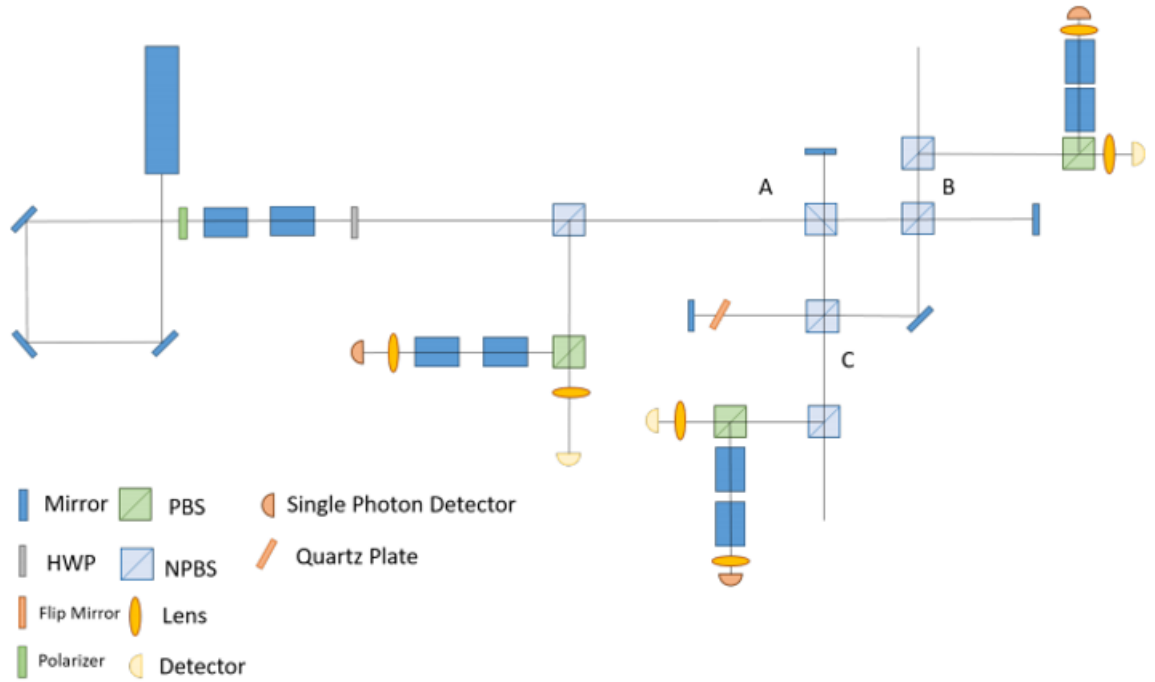 A
B
C
Mirror
PBS
Single Photon Detector
HWP
NPBS
Quartz Plate
Flip Mirror
Lens
Polarizer
Detector